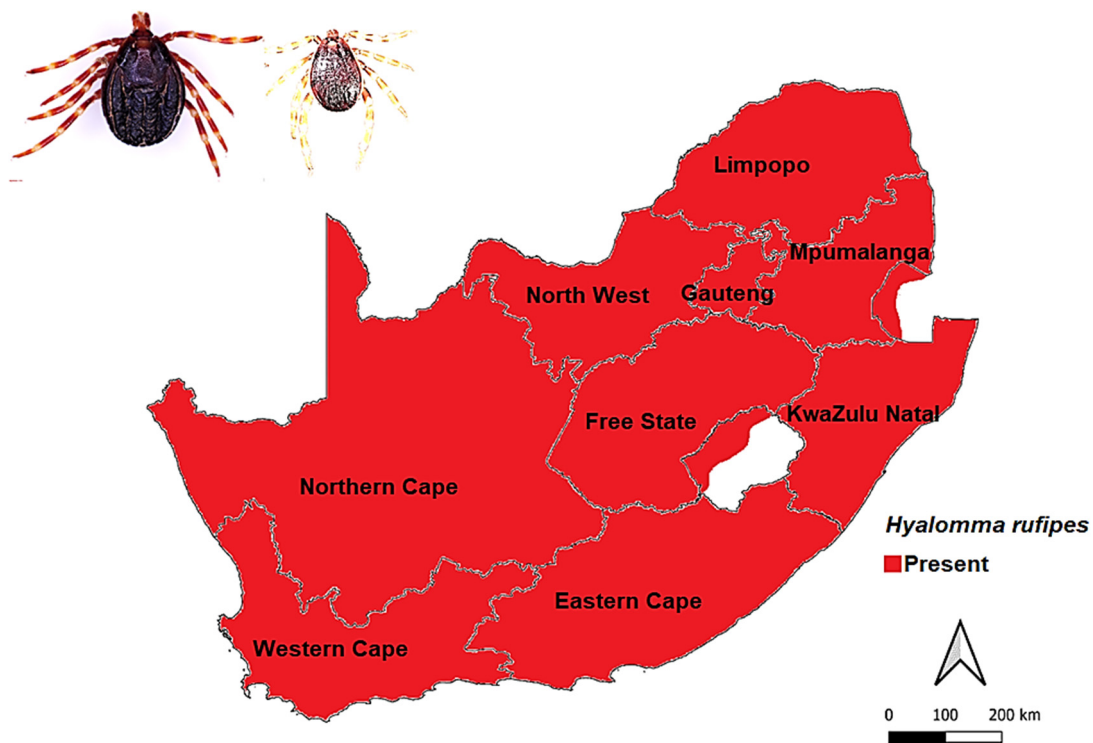 Limpopo
Mpumalanga
North West
Gauteng
Free State
KwaZulu Natal
Northern Cape
Hyalomma rufipes
Present
Eastern Cape
Western Cape
0 100 200 km